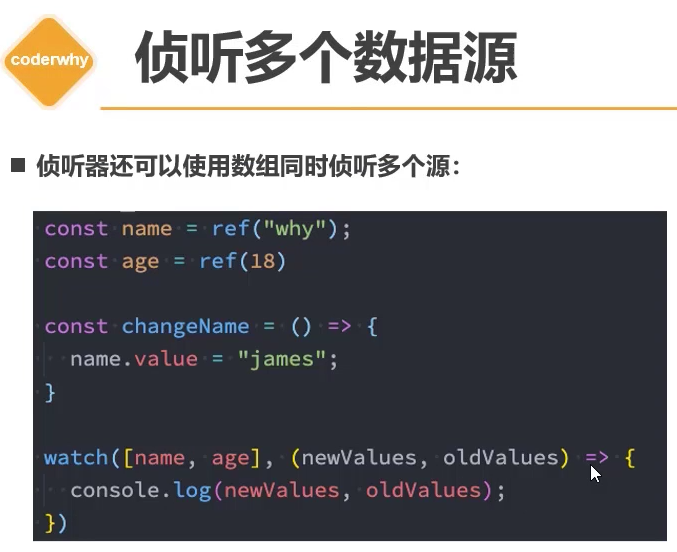 coderwhy
侦听多个数据源
侦听器还可以使用数组同时侦听多个源：
const name = ref("why");
const age = ref(18)
const changeName = () => {
name.value = "james";
}
watch([name, age], (newValues, oldValues) => {
console.log(newValues, oldValues);
})